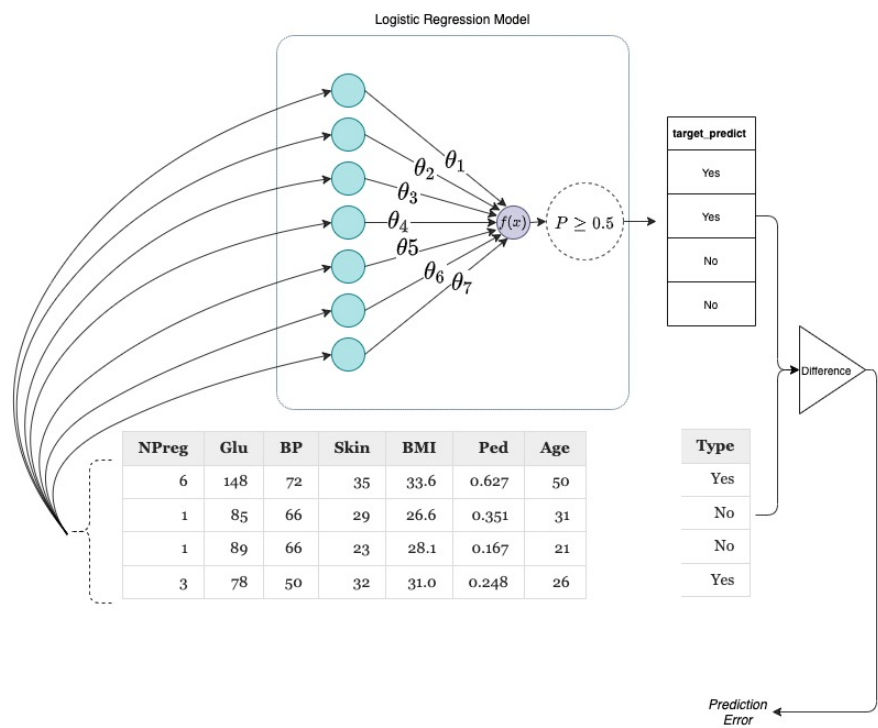 Logistic Regression Model
θ1
θ2
θ3
θ4
θ5
θ6
θ7
f(x)
P ≥ 0.5
target_predict
Yes
Yes
No
No
Difference
NPreg Glu BP Skin BMI Ped Age
6 148 72 35 33.6 0.627 50
1 85 66 29 26.6 0.351 31
1 89 66 23 28.1 0.167 21
3 78 50 32 31.0 0.248 26
Type
Yes
No
No
Yes
Prediction
Error